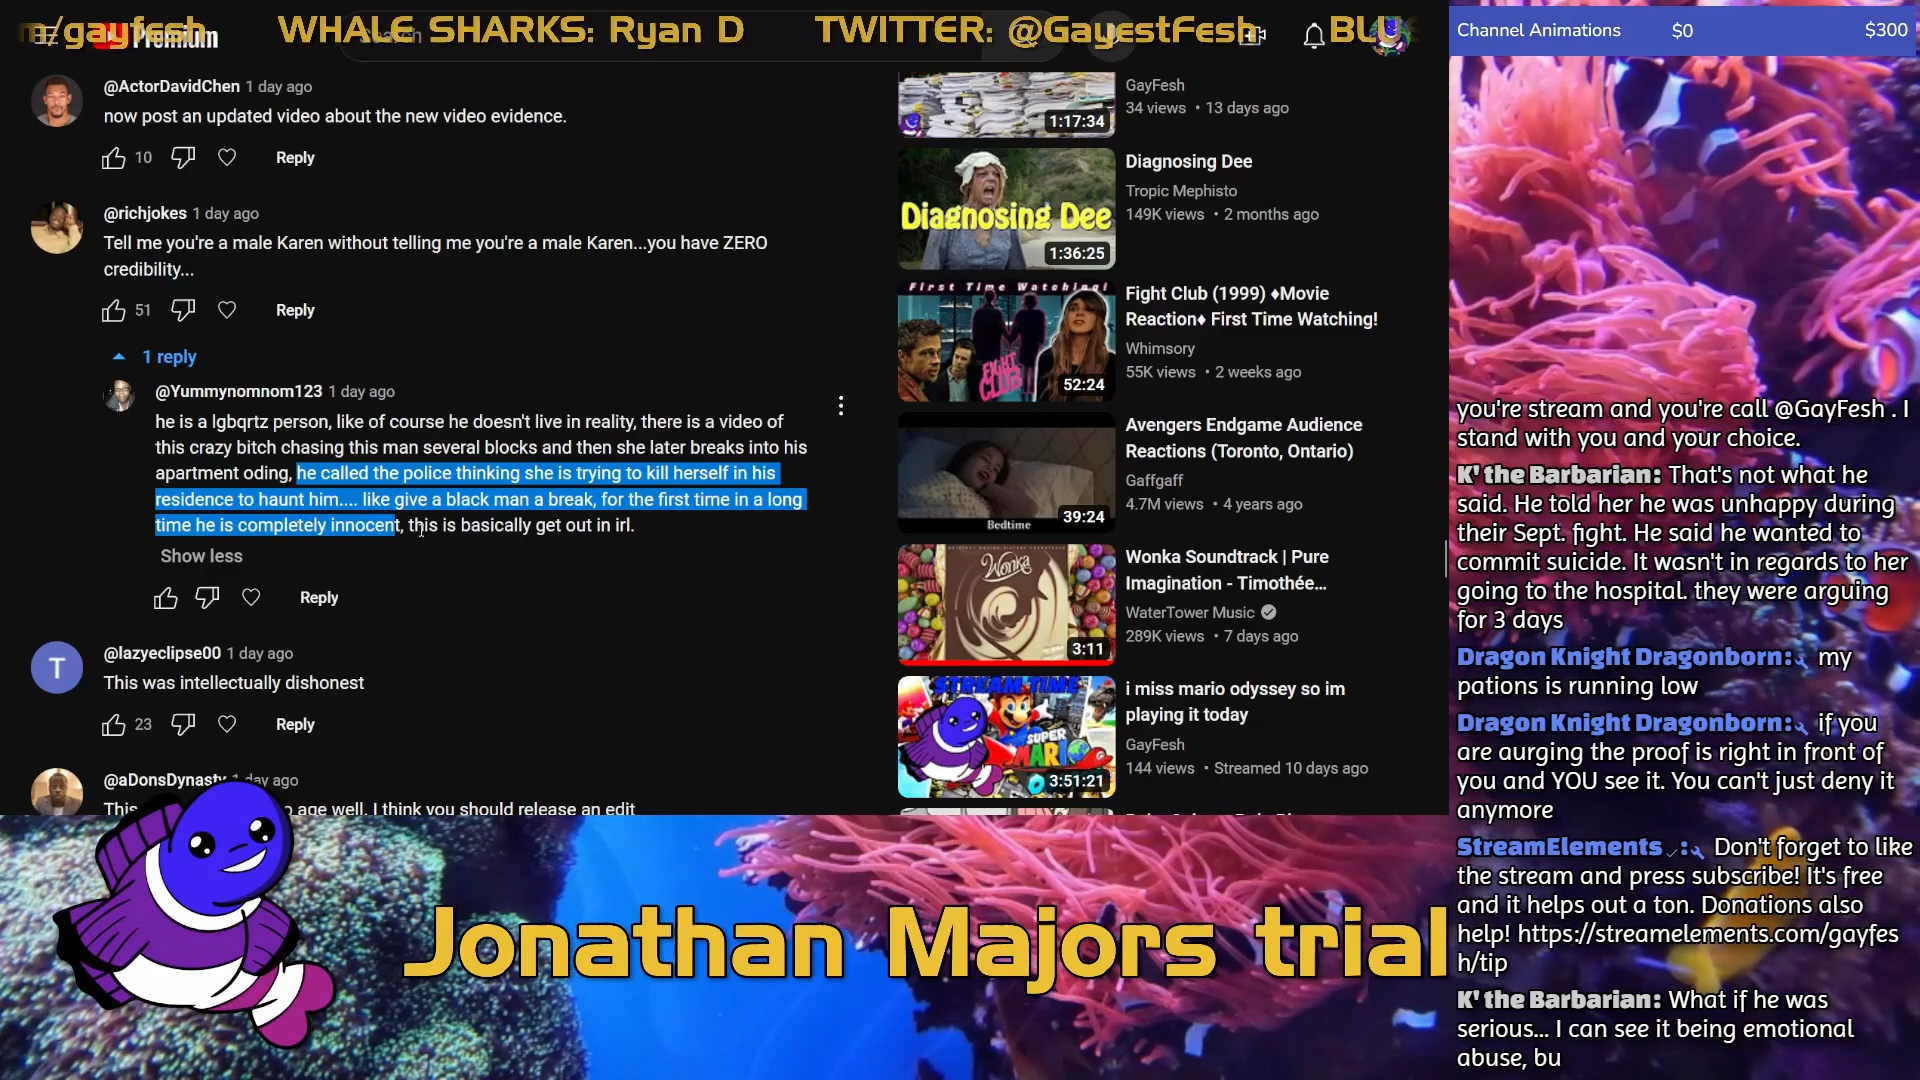 m/gayfesh WHALE SHARKS: Ryan D TWITTER: @GayestFesh BLU
Premium
Search
Channel Animations $0 $300
@ActorDavidChen 1 day ago
now post an updated video about the new video evidence.
10 Reply
@richjokes 1 day ago
Tell me you're a male Karen without telling me you're a male Karen...you have ZERO
credibility...
51 Reply
1 reply
@Yummynomnom123 1 day ago
he is a lgbqrtz person, like of course he doesn't live in reality, there is a video of
this crazy bitch chasing this man several blocks and then she later breaks into his
apartment oding, he called the police thinking she is trying to kill herself in his
residence to haunt him.... like give a black man a break, for the first time in a long
time he is completely innocent, this is basically get out in irl.
Show less
Reply
@lazyeclipse00 1 day ago
T
This was intellectually dishonest
23 Reply
@aDonsDynasty 1 day ago
This age well. I think you should release an edit
GayFesh
34 views • 13 days ago
1:17:34
Diagnosing Dee
Tropic Mephisto
149K views • 2 months ago
Diagnosing Dee
1:36:25
First Time Watching!
FIGHT CLUB
52:24
Fight Club (1999) ♦Movie
Reaction♦ First Time Watching!
Whimsory
55K views • 2 weeks ago
Avengers Endgame Audience
Reactions (Toronto, Ontario)
Gaffgaff
4.7M views • 4 years ago
39:24
Bedtime
Wonka Soundtrack | Pure
Imagination - Timothée...
WaterTower Music
289K views • 7 days ago
Wonka
3:11
STREAM TIME
SUPER
MARIO
3:51:21
i miss mario odyssey so im
playing it today
GayFesh
144 views • Streamed 10 days ago
you're stream and you're call @GayFesh . I
stand with you and your choice.
K' the Barbarian: That's not what he
said. He told her he was unhappy during
their Sept. fight. He said he wanted to
commit suicide. It wasn't in regards to her
going to the hospital. they were arguing
for 3 days
Dragon Knight Dragonborn: my
pations is running low
Dragon Knight Dragonborn: if you
are aurging the proof is right in front of
you and YOU see it. You can't just deny it
anymore
StreamElements: Don't forget to like
the stream and press subscribe! It's free
and it helps out a ton. Donations also
help! https://streamelements.com/gayfes
h/tip
K' the Barbarian: What if he was
serious... I can see it being emotional
abuse, bu
Jonathan Majors trial